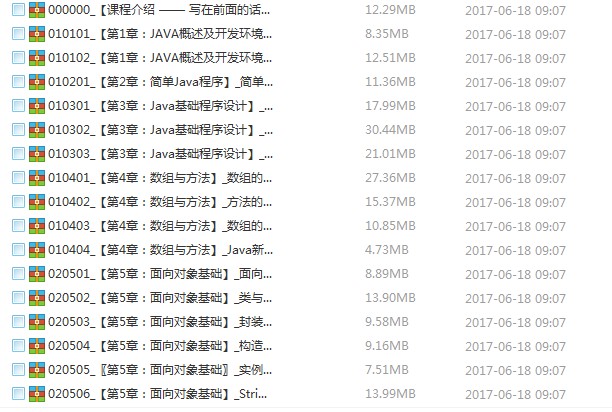 000000_【课程介绍 —— 写在前面的话... 12.29MB 2017-06-18 09:07
010101_【第1章：JAVA概述及开发环境... 8.35MB 2017-06-18 09:07
010102_【第1章：JAVA概述及开发环境... 12.51MB 2017-06-18 09:07
010201_【第2章：简单Java程序】_简单... 11.36MB 2017-06-18 09:07
010301_【第3章：Java基础程序设计】_... 17.99MB 2017-06-18 09:07
010302_【第3章：Java基础程序设计】_... 30.44MB 2017-06-18 09:07
010303_【第3章：Java基础程序设计】_... 21.01MB 2017-06-18 09:07
010401_【第4章：数组与方法】_数组的... 27.36MB 2017-06-18 09:07
010402_【第4章：数组与方法】_方法的... 15.37MB 2017-06-18 09:07
010403_【第4章：数组与方法】_数组的... 10.85MB 2017-06-18 09:07
010404_【第4章：数组与方法】_Java新... 4.73MB 2017-06-18 09:07
020501_【第5章：面向对象基础】_面向... 8.89MB 2017-06-18 09:07
020502_【第5章：面向对象基础】_类与... 13.90MB 2017-06-18 09:07
020503_【第5章：面向对象基础】_封装... 9.58MB 2017-06-18 09:07
020504_【第5章：面向对象基础】_构造... 9.16MB 2017-06-18 09:07
020505_〖第5章：面向对象基础〗_实例... 7.51MB 2017-06-18 09:07
020506_【第5章：面向对象基础】_Stri... 13.99MB 2017-06-18 09:07